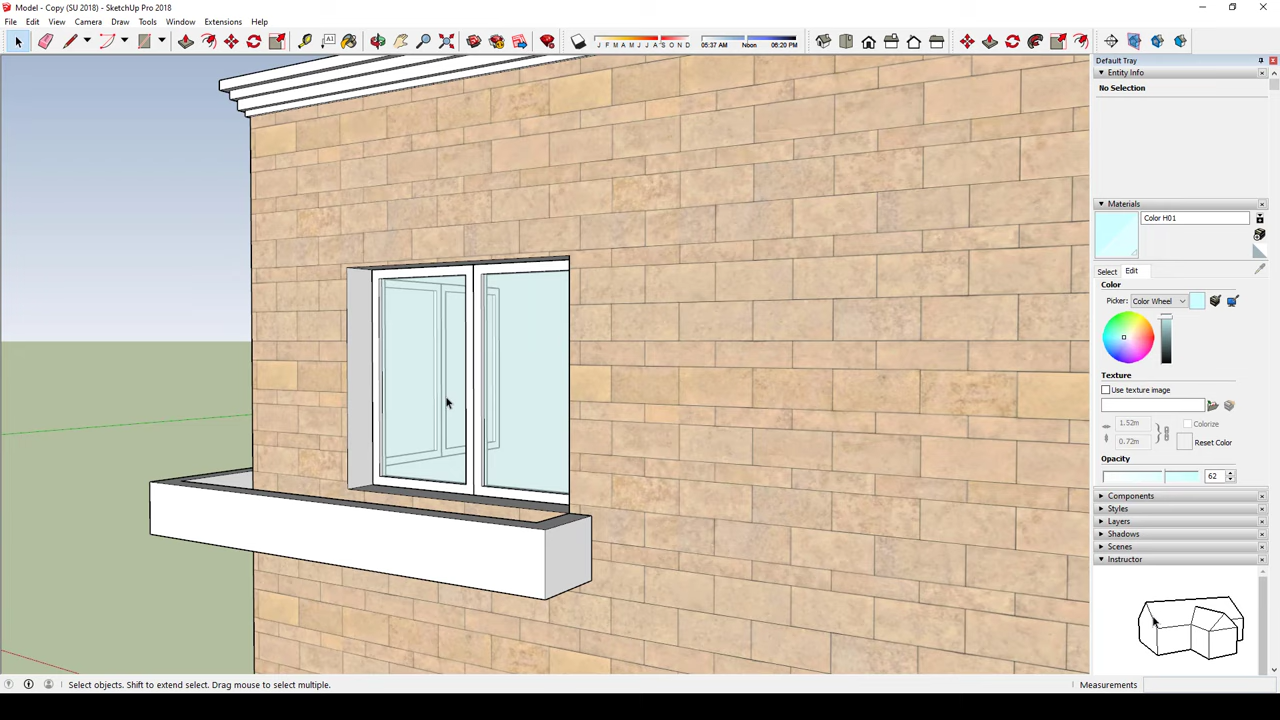 Model - Copy (SU 2018) - SketchUp Pro 2018
File Edit View Camera Draw Tools Window Extensions Help
J F M A M J J A S O N D
05:37 AM Noon 06:20 PM
Default Tray
Entity Info
No Selection
Materials
Color H01
Select Edit
Color
Picker: Color Wheel
Texture
Use texture image
1.52m
Colorize
0.72m
Reset Color
Opacity
62
Components
Styles
Layers
Shadows
Scenes
Instructor
Select objects. Shift to extend select. Drag mouse to select multiple.
Measurements